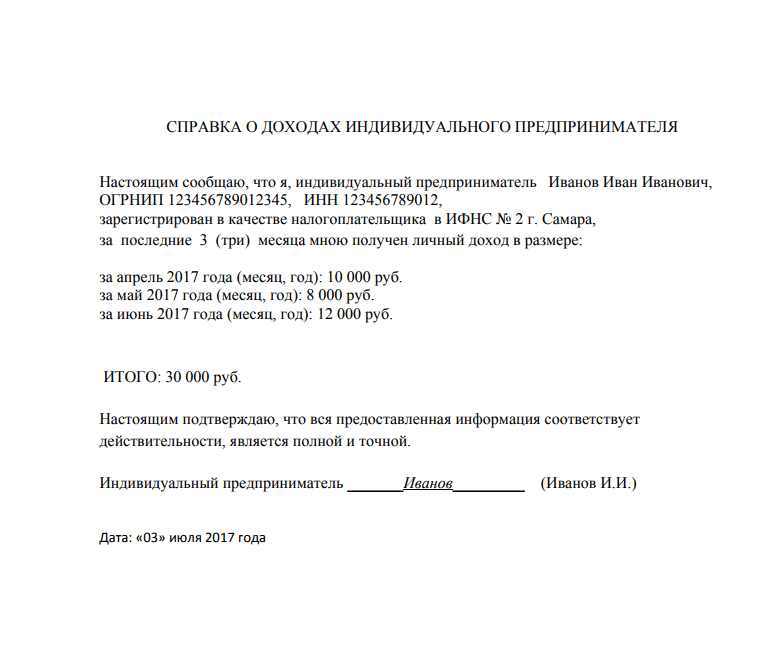 СПРАВКА О ДОХОДАХ ИНДИВИДУАЛЬНОГО ПРЕДПРИНИМАТЕЛЯ
Настоящим сообщаю, что я, индивидуальный предприниматель Иванов Иван Иванович,
ОГРНИП 123456789012345, ИНН 123456789012,
зарегистрирован в качестве налогоплательщика в ИФНС № 2 г. Самара,
за последние 3 (три) месяца мною получен личный доход в размере:
за апрель 2017 года (месяц, год): 10 000 руб.
за май 2017 года (месяц, год): 8 000 руб.
за июнь 2017 года (месяц, год): 12 000 руб.
ИТОГО: 30 000 руб.
Настоящим подтверждаю, что вся предоставленная информация соответствует
действительности, является полной и точной.
Индивидуальный предприниматель _______Иванов_________ (Иванов И.И.)
Дата: «03» июля 2017 года